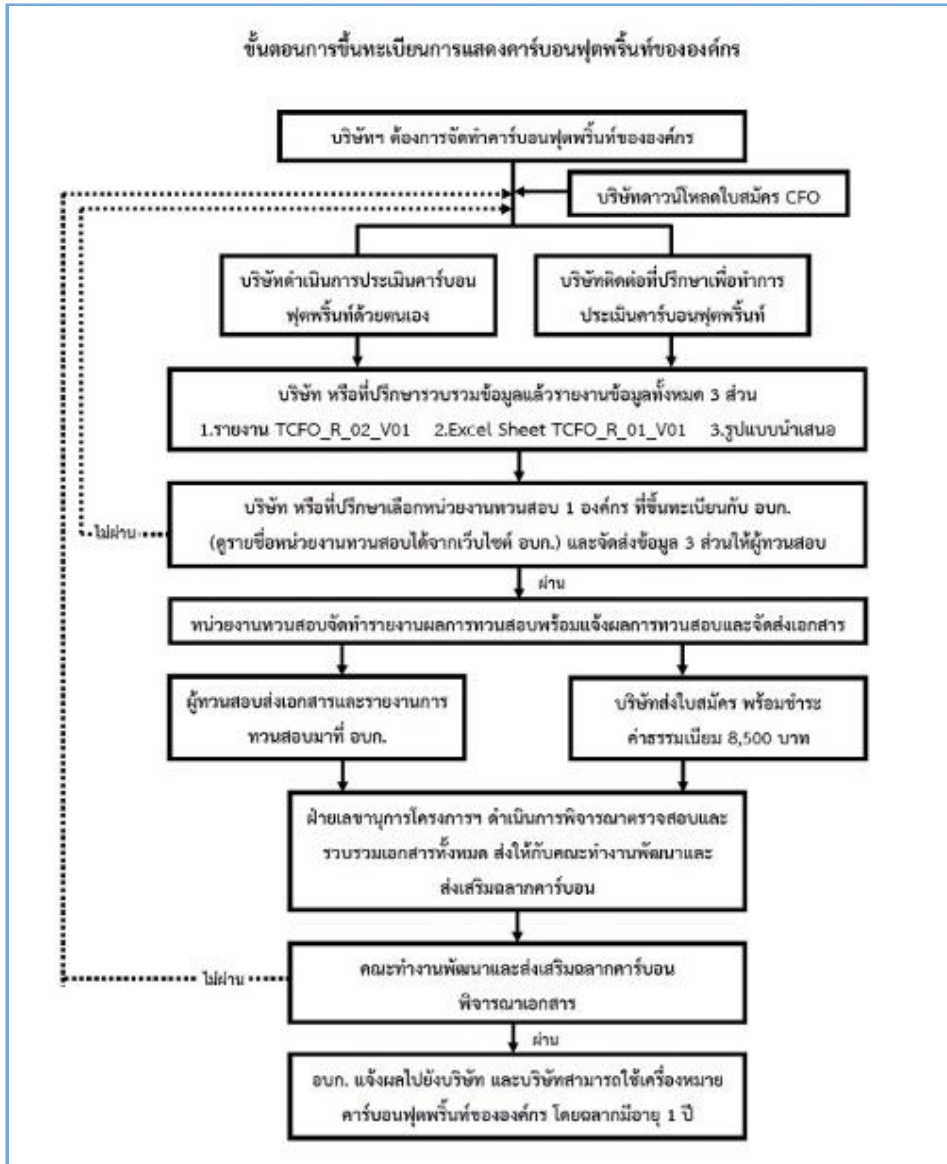 ขั้นตอนการขึ้นทะเบียนการแสดงคาร์บอนฟุตพริ้นท์ขององค์กร
บริษัทฯ ต้องการจัดทำคาร์บอนฟุตพริ้นท์ขององค์กร
บริษัทดาวน์โหลดใบสมัคร CFO
บริษัทดำเนินการประเมินคาร์บอน
ฟุตพริ้นท์ด้วยตนเอง
บริษัทติดต่อที่ปรึกษาเพื่อทำการ
ประเมินคาร์บอนฟุตพริ้นท์
บริษัท หรือที่ปรึกษารวบรวมข้อมูลแล้วรายงานข้อมูลทั้งหมด 3 ส่วน
1.รายงาน TCFO_R_02_V01 2.Excel Sheet TCFO_R_01_V01 3.รูปแบบนำเสนอ
บริษัท หรือที่ปรึกษาเลือกหน่วยงานทวนสอบ 1 องค์กร ที่ขึ้นทะเบียนกับ อบก.
(ดูรายชื่อหน่วยงานทวนสอบได้จากเว็บไซต์ อบก.) และจัดส่งข้อมูล 3 ส่วนให้ผู้ทวนสอบ
ไม่ผ่าน
ผ่าน
หน่วยงานทวนสอบจัดทำรายงานผลการทวนสอบพร้อมแจ้งผลการทวนสอบและจัดส่งเอกสาร
ผู้ทวนสอบส่งเอกสารและรายงานการ
ทวนสอบมาที่ อบก.
บริษัทส่งใบสมัคร พร้อมชำระ
ค่าธรรมเนียม 8,500 บาท
ฝ่ายเลขานุการโครงการฯ ดำเนินการพิจารณาตรวจสอบและ
รวบรวมเอกสารทั้งหมด ส่งให้กับคณะทำงานพัฒนาและ
ส่งเสริมฉลากคาร์บอน
คณะทำงานพัฒนาและส่งเสริมฉลากคาร์บอน
พิจารณาเอกสาร
ไม่ผ่าน
ผ่าน
อบก. แจ้งผลไปยังบริษัท และบริษัทสามารถใช้เครื่องหมาย
คาร์บอนฟุตพริ้นท์ขององค์กร โดยฉลากมีอายุ 1 ปี